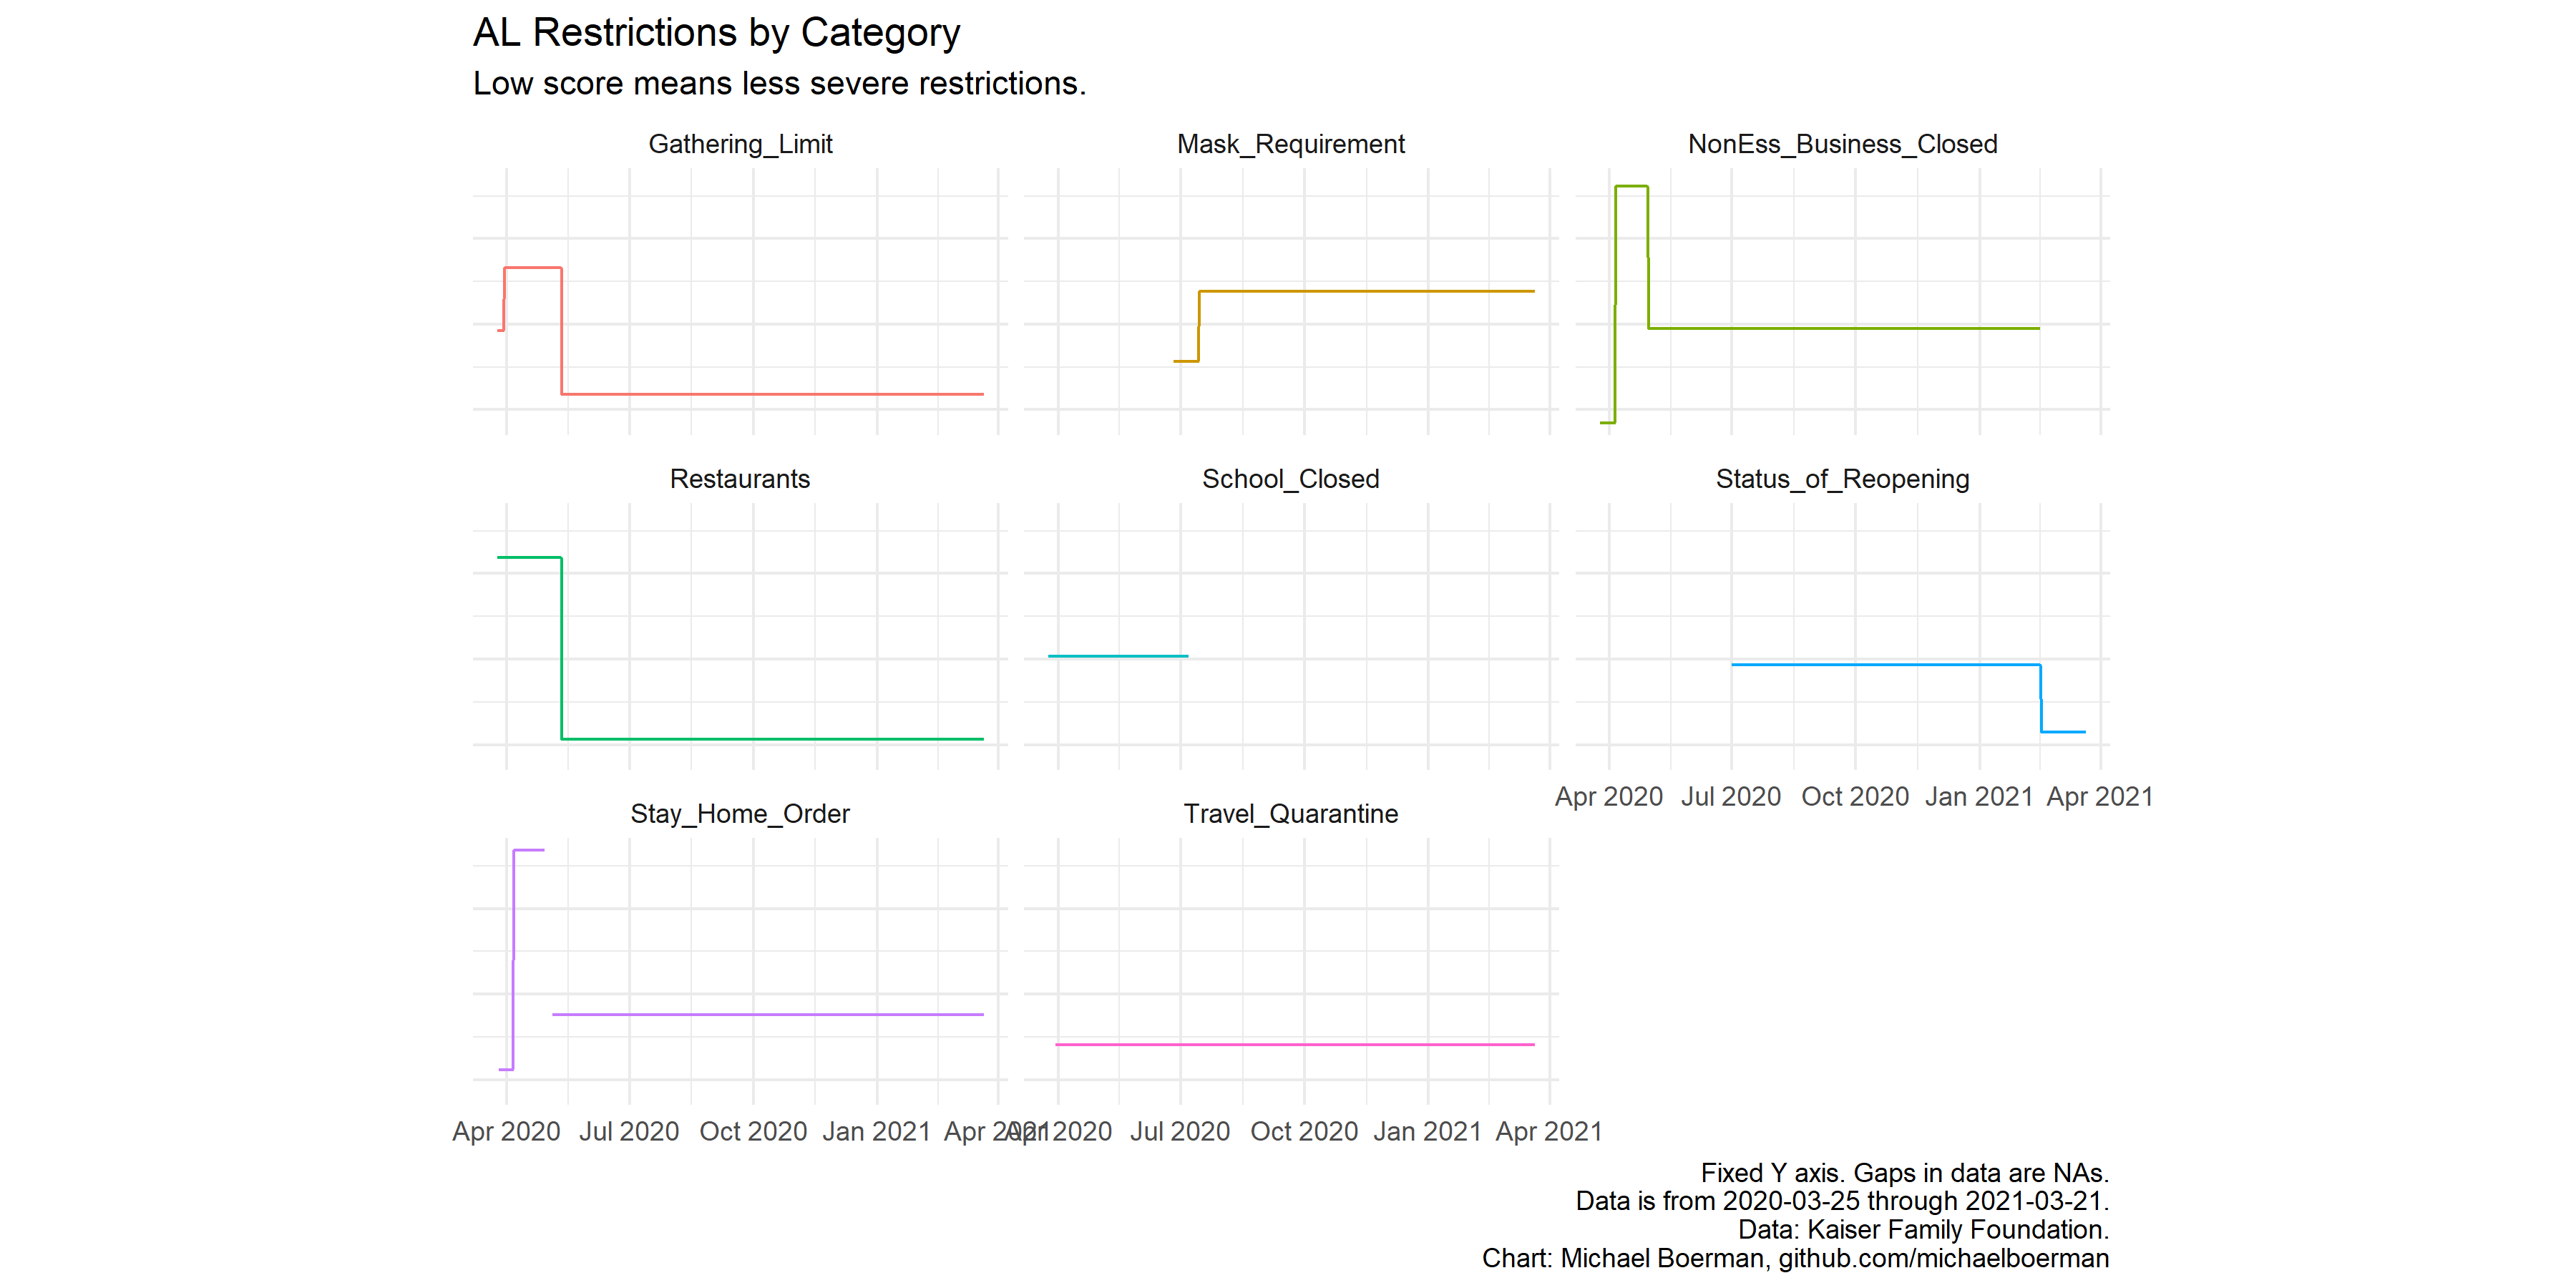 AL Restrictions by Category
Low score means less severe restrictions.
Gathering_Limit
Mask_Requirement
NonEss_Business_Closed
Restaurants
School_Closed
Status_of_Reopening
Apr 2020 Jul 2020 Oct 2020 Jan 2021 Apr 2021
Stay_Home_Order
Travel_Quarantine
Apr 2020 Jul 2020 Oct 2020 Jan 2021 Apr 2021
Apr 2020 Jul 2020 Oct 2020 Jan 2021 Apr 2021
Fixed Y axis. Gaps in data are NAs.
Data is from 2020-03-25 through 2021-03-21.
Data: Kaiser Family Foundation.
Chart: Michael Boerman, github.com/michaelboerman